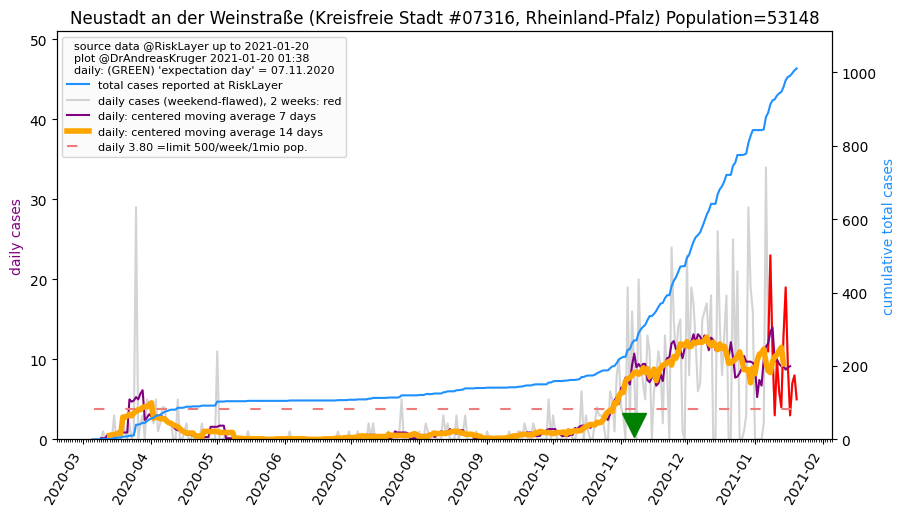 Neustadt an der Weinstraße (Kreisfreie Stadt #07316, Rheinland-Pfalz) Population=53148
source data @RiskLayer up to 2021-01-20
plot @DrAndreasKruger 2021-01-20 01:38
daily: (GREEN) 'expectation day' = 07.11.2020
total cases reported at RiskLayer
daily cases (weekend-flawed), 2 weeks: red
daily: centered moving average 7 days
daily: centered moving average 14 days
daily 3.80 =limit 500/week/1mio pop.
daily cases
50
40
30
20
10
0
cumulative total cases
1000
800
600
400
200
0
2020-03
2020-04
2020-05
2020-06
2020-07
2020-08
2020-09
2020-10
2020-11
2020-12
2021-01
2021-02